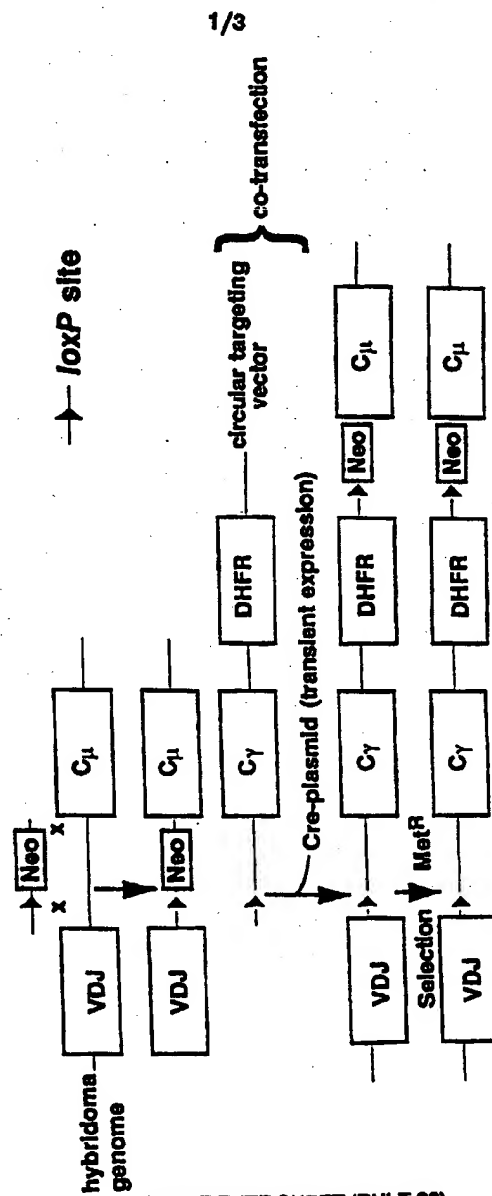 1/3
loxP site
Neo
x x
hybridoma genome
VDJ Cμ
VDJ Neo Cμ
Cγ DHFR circular targeting vector co-transfection
Cre-plasmid (transient expression)
VDJ Cγ DHFR Neo Cμ
Selection MetR
VDJ Cγ DHFR Neo Cμ